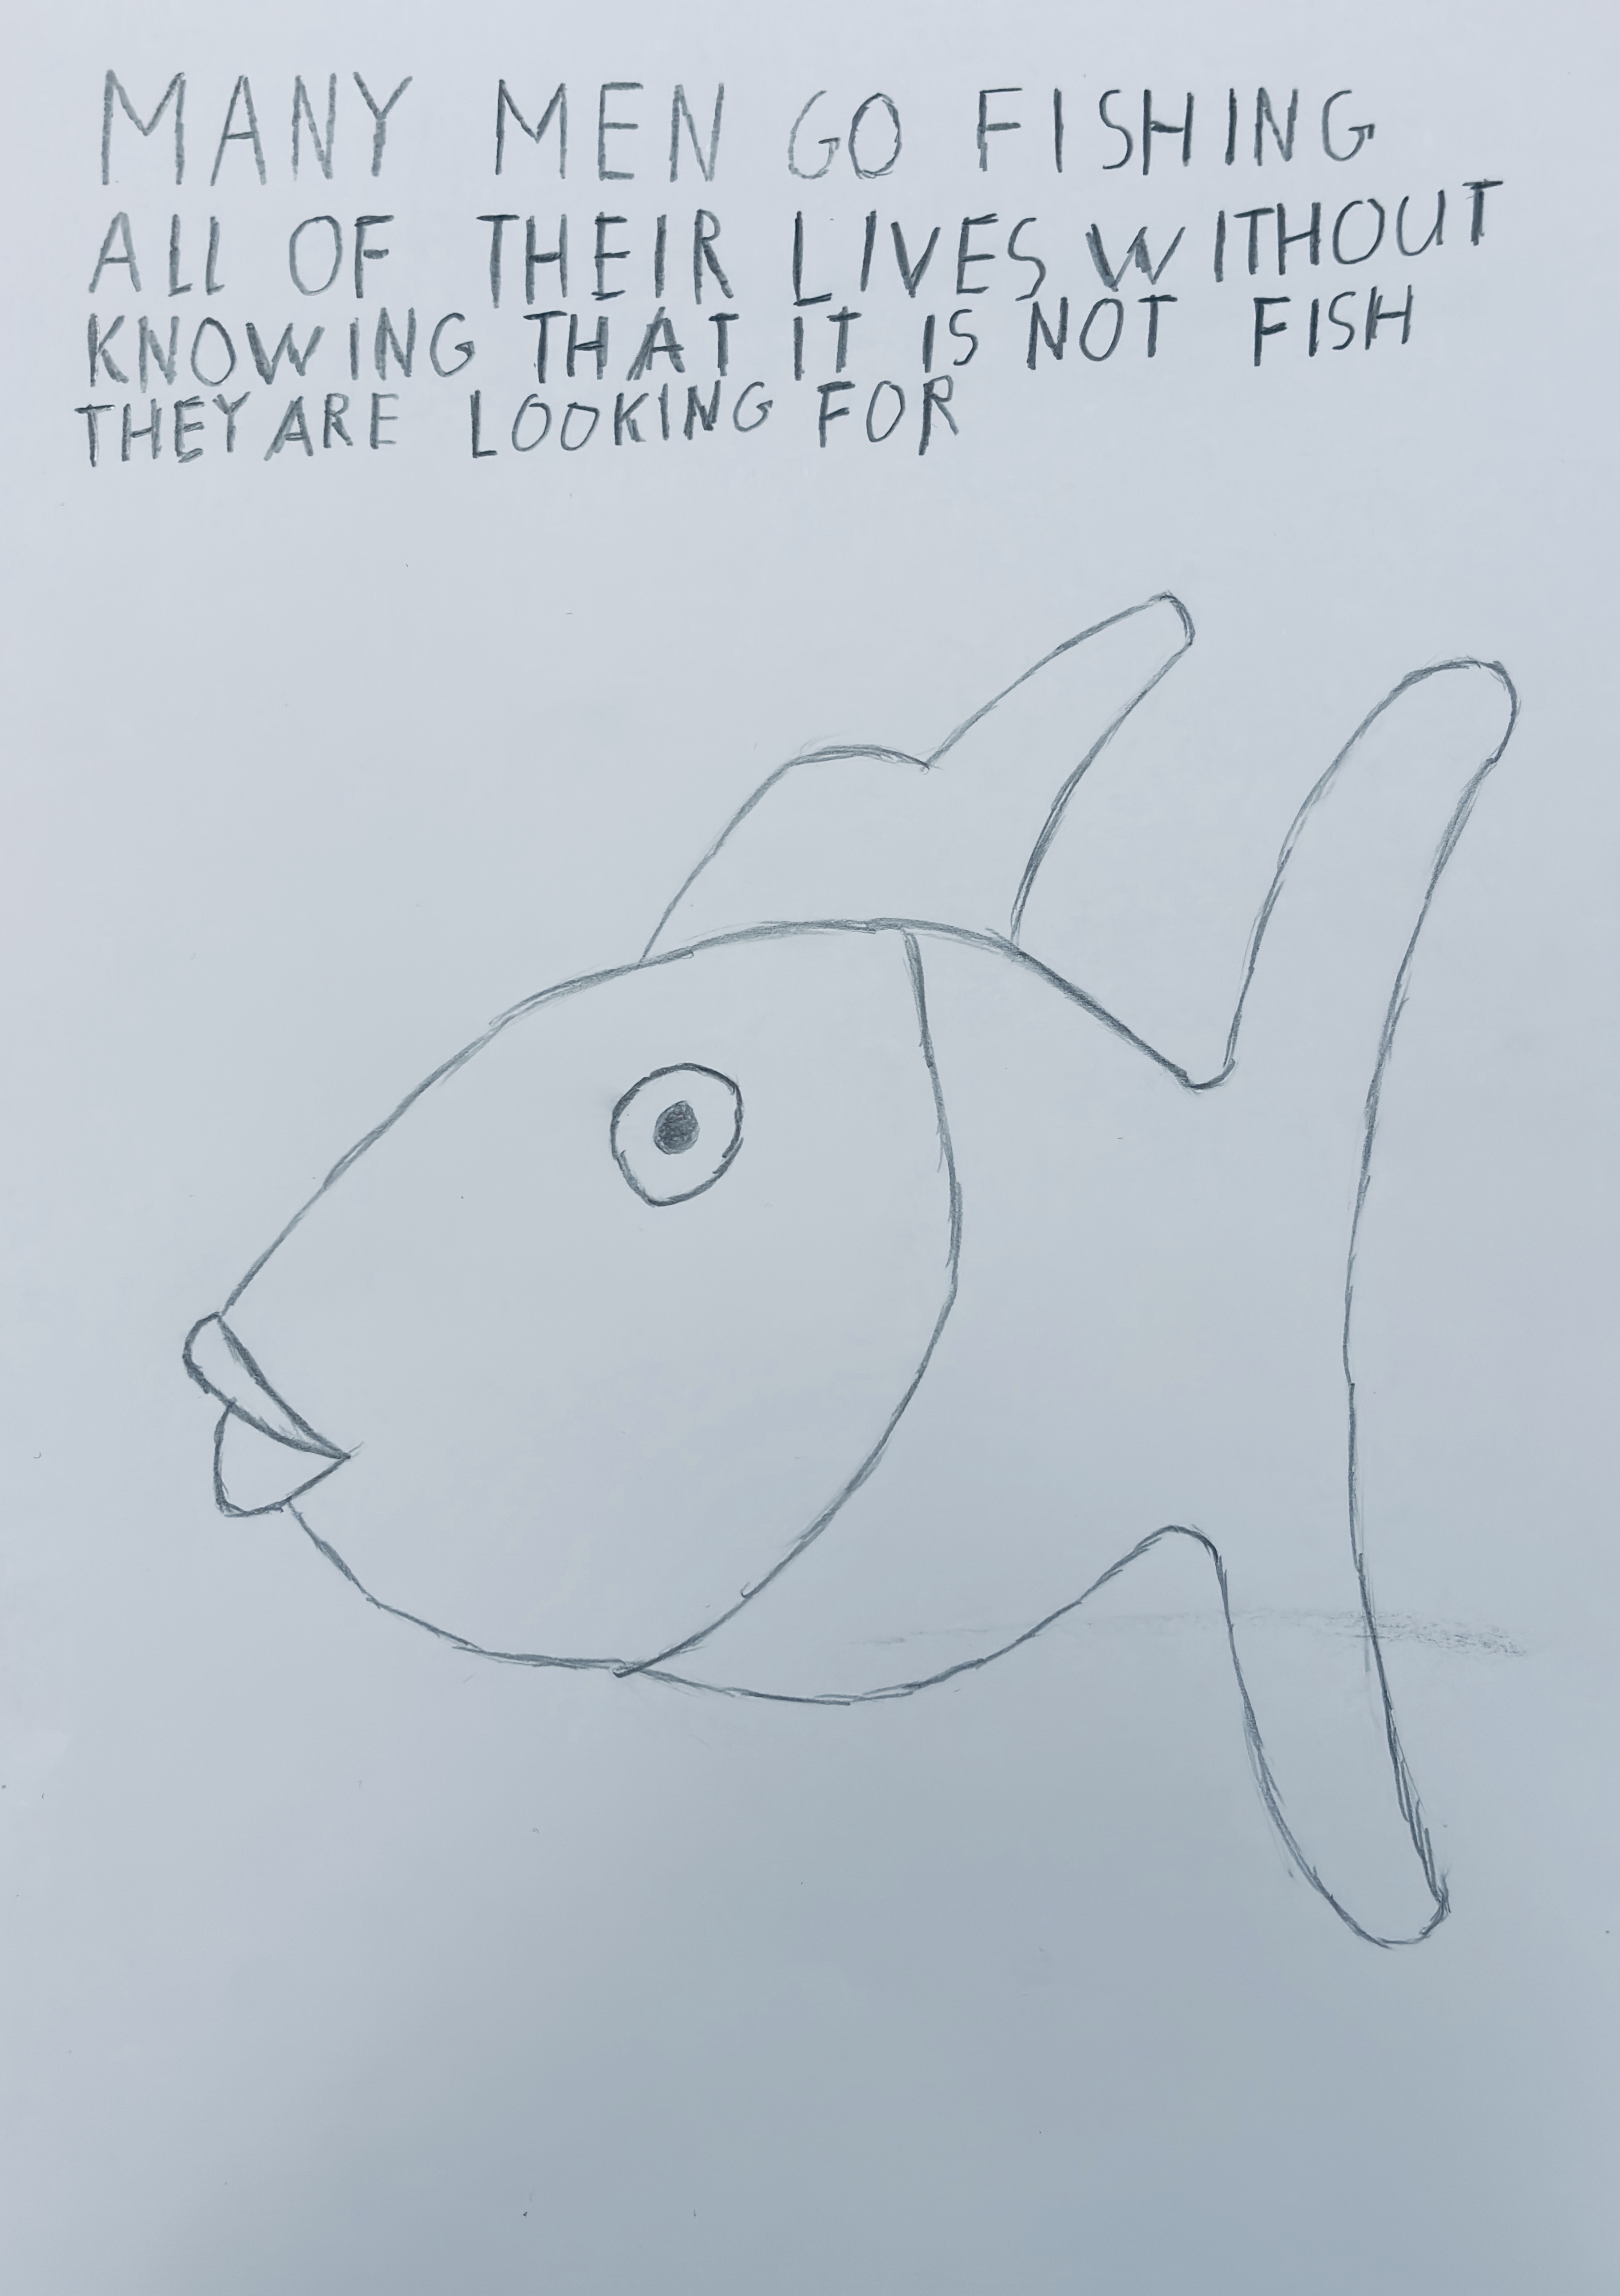 MANY MEN GO FISHING
ALL OF THEIR LIVES WITHOUT
KNOWING THAT IT IS NOT FISH
THEY ARE LOOKING FOR